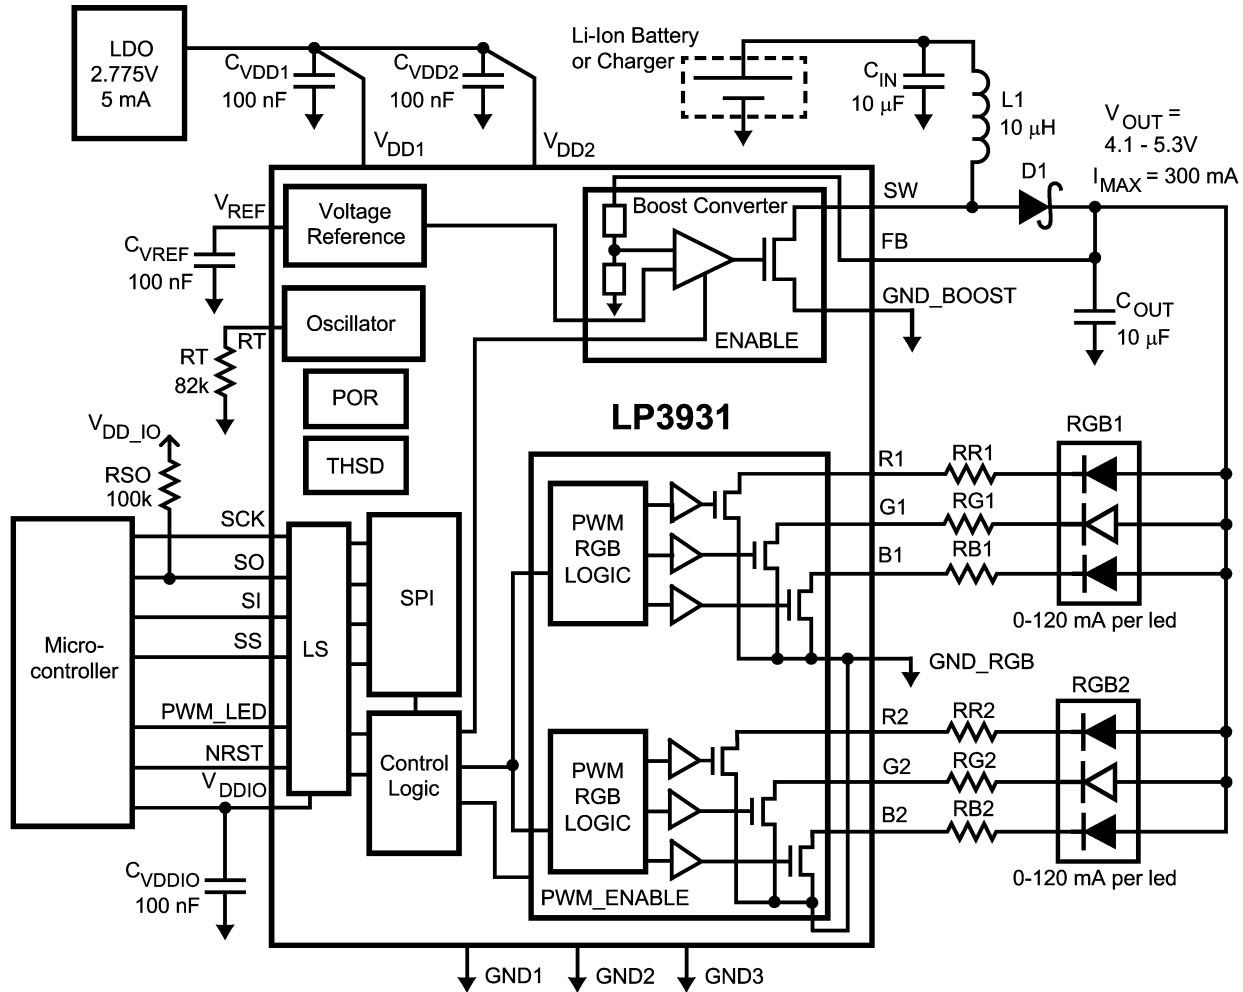 LDO
2.775V
5 mA
CVDD1
100 nF
CVDD2
100 nF
Li-Ion Battery
or Charger
CIN
10 μF
L1
10 μH
VOUT =
4.1 - 5.3V
IMAX = 300 mA
D1
VDD1
VDD2
VREF
Voltage
Reference
Boost Converter
SW
FB
CVREF
100 nF
GND_BOOST
COUT
10 μF
Oscillator
RT
RT
82k
ENABLE
POR
LP3931
VDD_IO
THSD
RSO
100k
RGB1
R1
RR1
G1
RG1
B1
RB1
PWM
RGB
LOGIC
0-120 mA per led
SCK
SO
SI
SS
PWM_LED
NRST
VDDIO
Micro-
controller
LS
SPI
Control
Logic
GND_RGB
RGB2
R2
RR2
G2
RG2
B2
RB2
PWM
RGB
LOGIC
0-120 mA per led
CVDDIO
100 nF
PWM_ENABLE
GND1
GND2
GND3